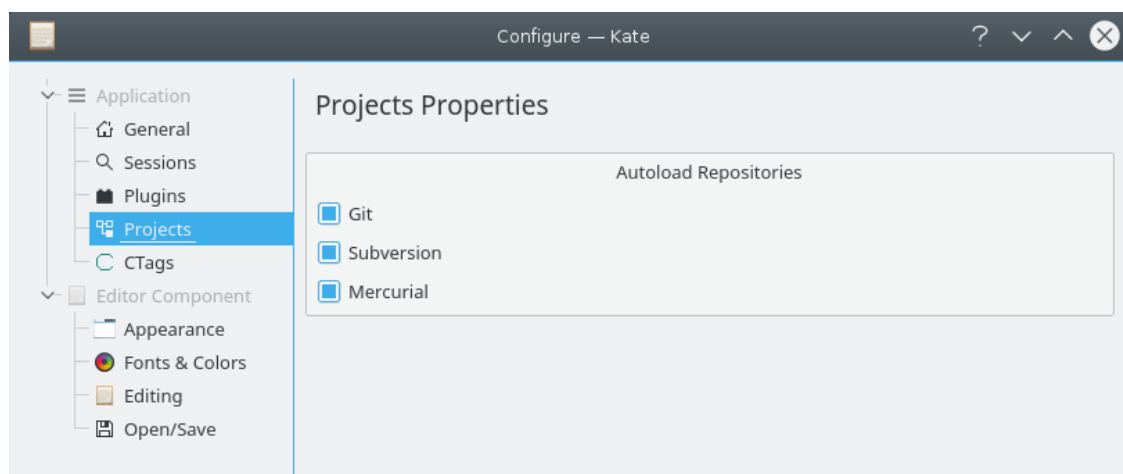 Configure — Kate
Application
General
Sessions
Plugins
Projects
CTags
Editor Component
Appearance
Fonts & Colors
Editing
Open/Save
Projects Properties
Autoload Repositories
Git
Subversion
Mercurial